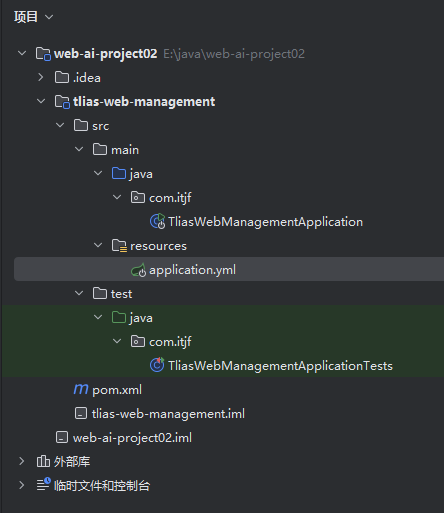 项目
web-ai-project02 E:\java\web-ai-project02
.idea
tlias-web-management
src
main
java
com.itjf
TliasWebManagementApplication
resources
application.yml
test
java
com.itjf
TliasWebManagementApplicationTests
m pom.xml
tlias-web-management.iml
web-ai-project02.iml
外部库
临时文件和控制台